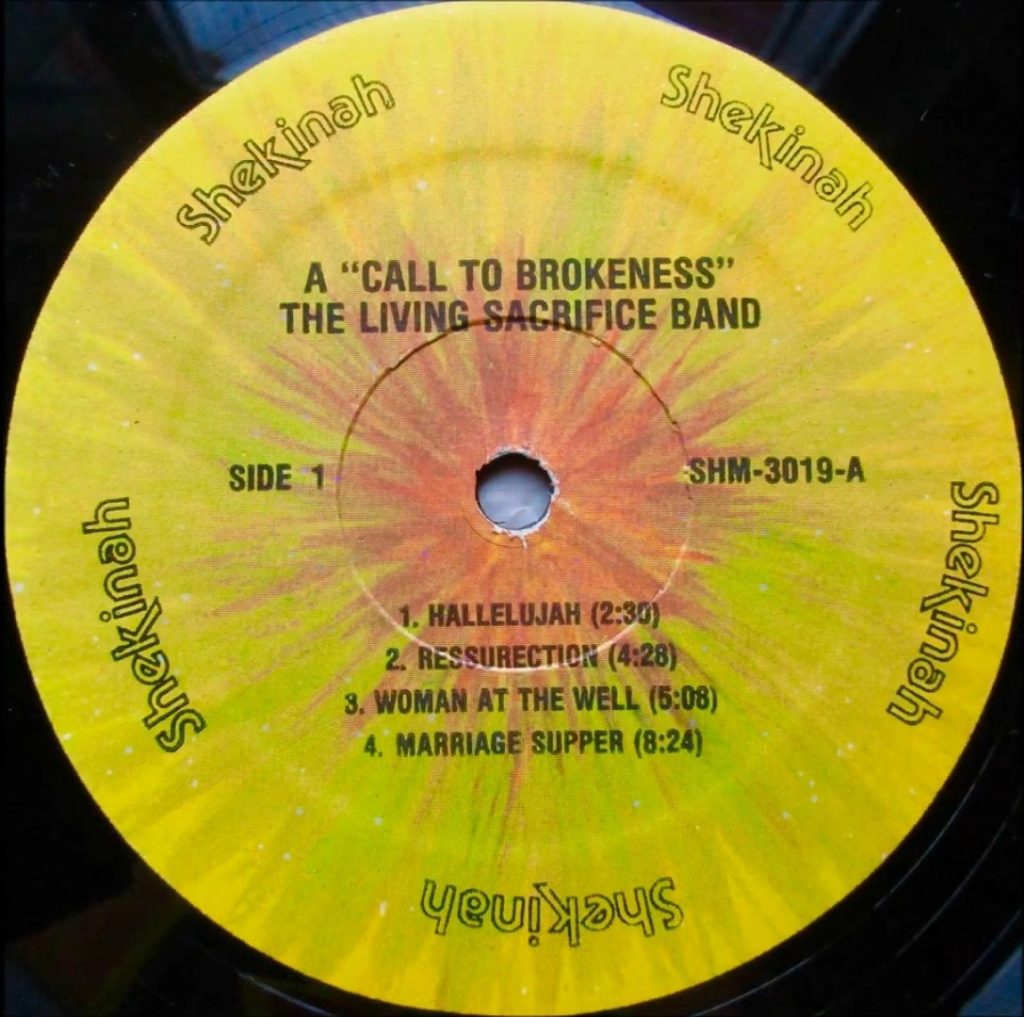 Shekinah
Shekinah
A “CALL TO BROKENESS”
THE LIVING SACRIFICE BAND
SIDE 1
SHM-3019-A
Shekinah
Shekinah
1. HALLELUJAH (2:30)
2. RESSURECTION (4:28)
3. WOMAN AT THE WELL (5:08)
4. MARRIAGE SUPPER (8:24)
Shekinah